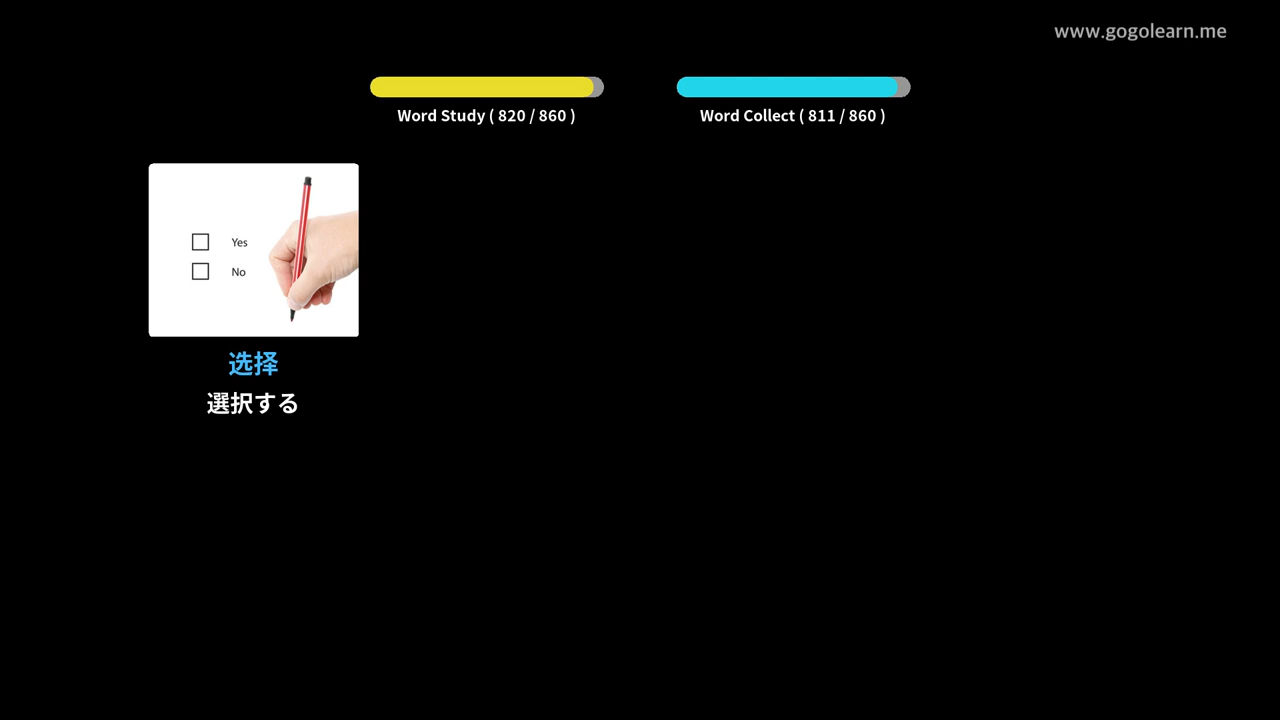 www.gogolearn.me
Word Study ( 820 / 860 )
Word Collect ( 811 / 860 )
Yes
No
选择
選択する